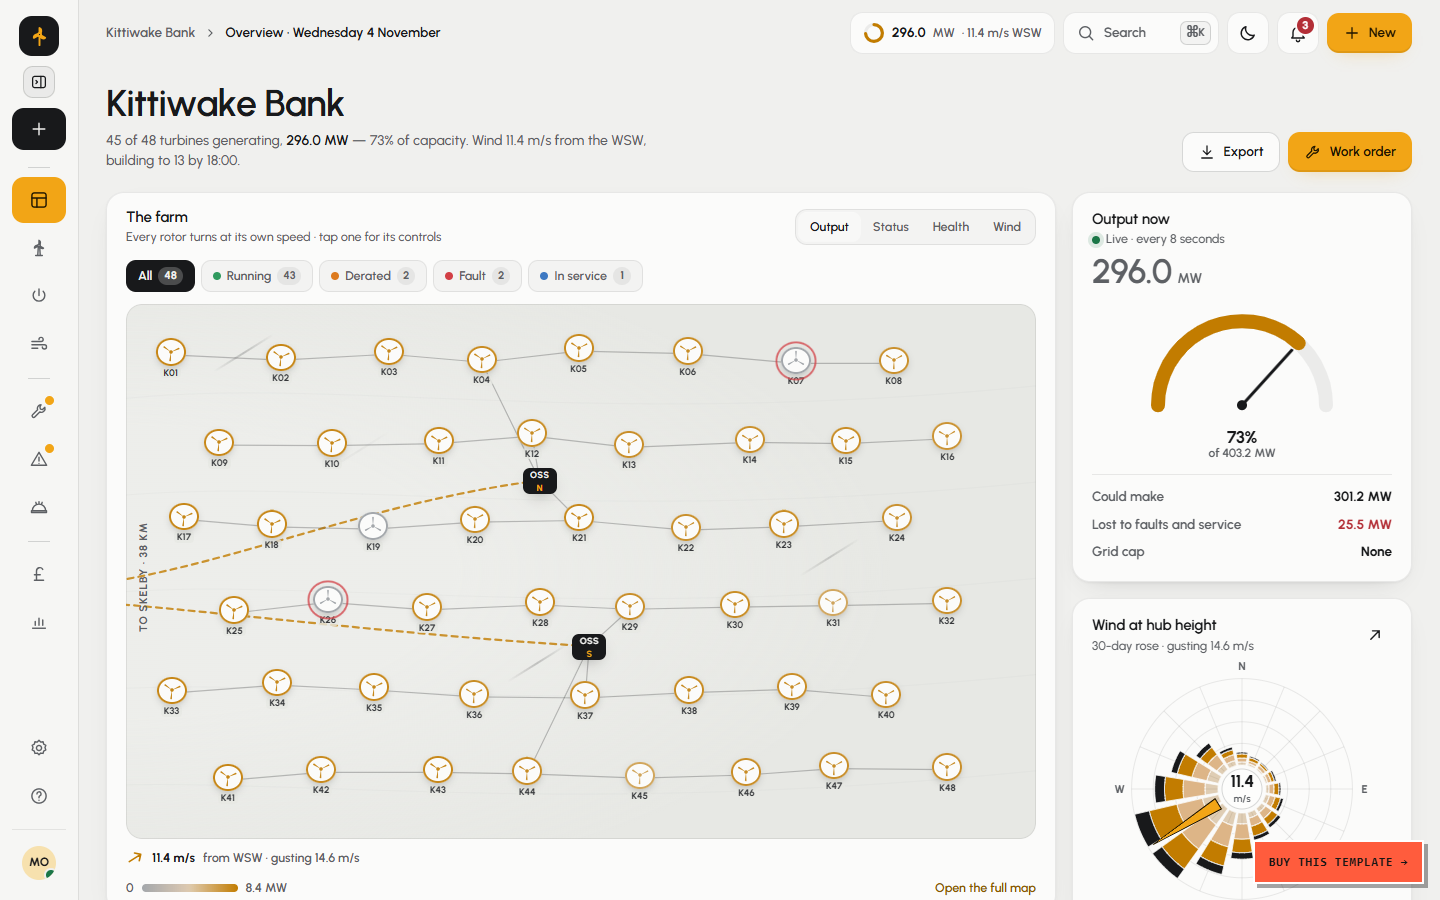 Kittiwake Bank > Overview · Wednesday 4 November
296.0 MW · 11.4 m/s WSW
Search ⌘K
3
New
Kittiwake Bank
45 of 48 turbines generating, 296.0 MW — 73% of capacity. Wind 11.4 m/s from the WSW,
building to 13 by 18:00.
Export
Work order
The farm
Every rotor turns at its own speed · tap one for its controls
Output Status Health Wind
All 48 Running 43 Derated 2 Fault 2 In service 1
K01 K02 K03 K04 K05 K06 K07 K08
K09 K10 K11 K12 K13 K14 K15 K16
OSS
N
K17 K18 K19 K20 K21 K22 K23 K24
TO SKELBY · 38 KM
K25 K26 K27 K28 K29 K30 K31 K32
OSS
S
K33 K34 K35 K36 K37 K38 K39 K40
K41 K42 K43 K44 K45 K46 K47 K48
11.4 m/s from WSW · gusting 14.6 m/s
0 8.4 MW
Open the full map
Output now
Live · every 8 seconds
296.0 MW
73%
of 403.2 MW
Could make 301.2 MW
Lost to faults and service 25.5 MW
Grid cap None
Wind at hub height
30-day rose · gusting 14.6 m/s
N
W
11.4
m/s
E
BUY THIS TEMPLATE →
MO